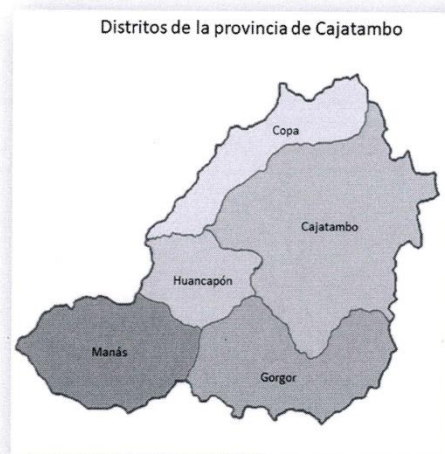 Distritos de la provincia de Cajatambo
Copa
Cajatambo
Huancapón
Manás
Gorgor